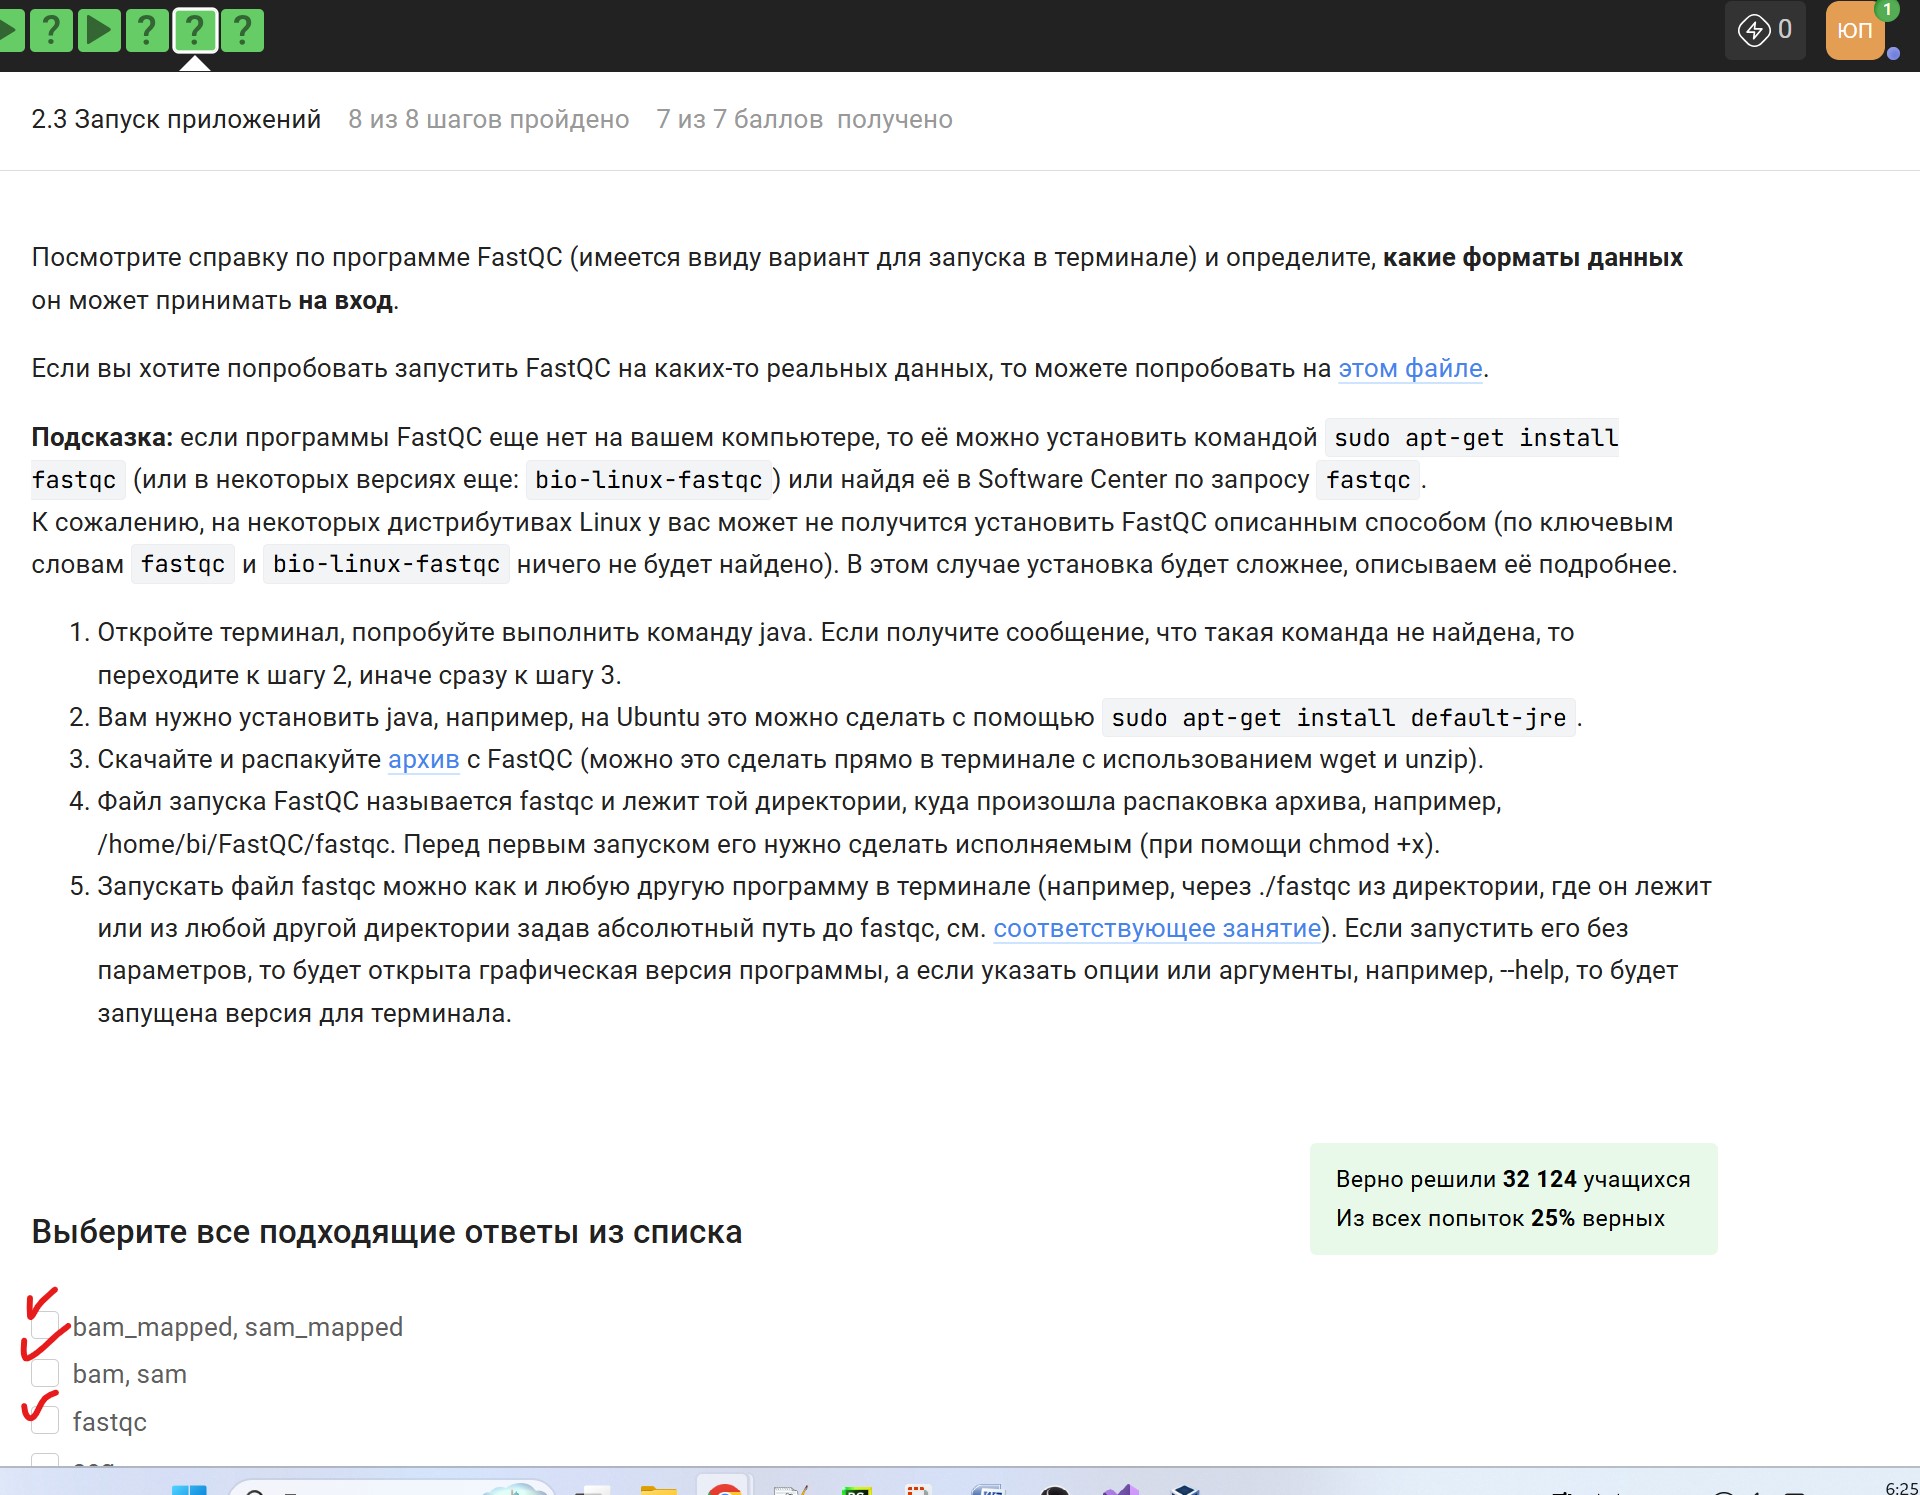 ? ? ? ?
0
ЮП
1
2.3 Запуск приложений 8 из 8 шагов пройдено 7 из 7 баллов получено
Посмотрите справку по программе FastQC (имеется ввиду вариант для запуска в терминале) и определите, какие форматы данных
он может принимать на вход.
Если вы хотите попробовать запустить FastQC на каких-то реальных данных, то можете попробовать на этом файле.
Подсказка: если программы FastQC еще нет на вашем компьютере, то её можно установить командой sudo apt-get install
fastqc (или в некоторых версиях еще: bio-linux-fastqc) или найдя её в Software Center по запросу fastqc.
К сожалению, на некоторых дистрибутивах Linux у вас может не получится установить FastQC описанным способом (по ключевым
словам fastqc и bio-linux-fastqc ничего не будет найдено). В этом случае установка будет сложнее, описываем её подробнее.
1. Откройте терминал, попробуйте выполнить команду java. Если получите сообщение, что такая команда не найдена, то
переходите к шагу 2, иначе сразу к шагу 3.
2. Вам нужно установить java, например, на Ubuntu это можно сделать с помощью sudo apt-get install default-jre.
3. Скачайте и распакуйте архив с FastQC (можно это сделать прямо в терминале с использованием wget и unzip).
4. Файл запуска FastQC называется fastqc и лежит той директории, куда произошла распаковка архива, например,
/home/bi/FastQC/fastqc. Перед первым запуском его нужно сделать исполняемым (при помощи chmod +x).
5. Запускать файл fastqc можно как и любую другую программу в терминале (например, через ./fastqc из директории, где он лежит
или из любой другой директории задав абсолютный путь до fastqc, см. соответствующее занятие). Если запустить его без
параметров, то будет открыта графическая версия программы, а если указать опции или аргументы, например, --help, то будет
запущена версия для терминала.
Верно решили 32 124 учащихся
Из всех попыток 25% верных
Выберите все подходящие ответы из списка
bam_mapped, sam_mapped
bam, sam
fastqc
6:25